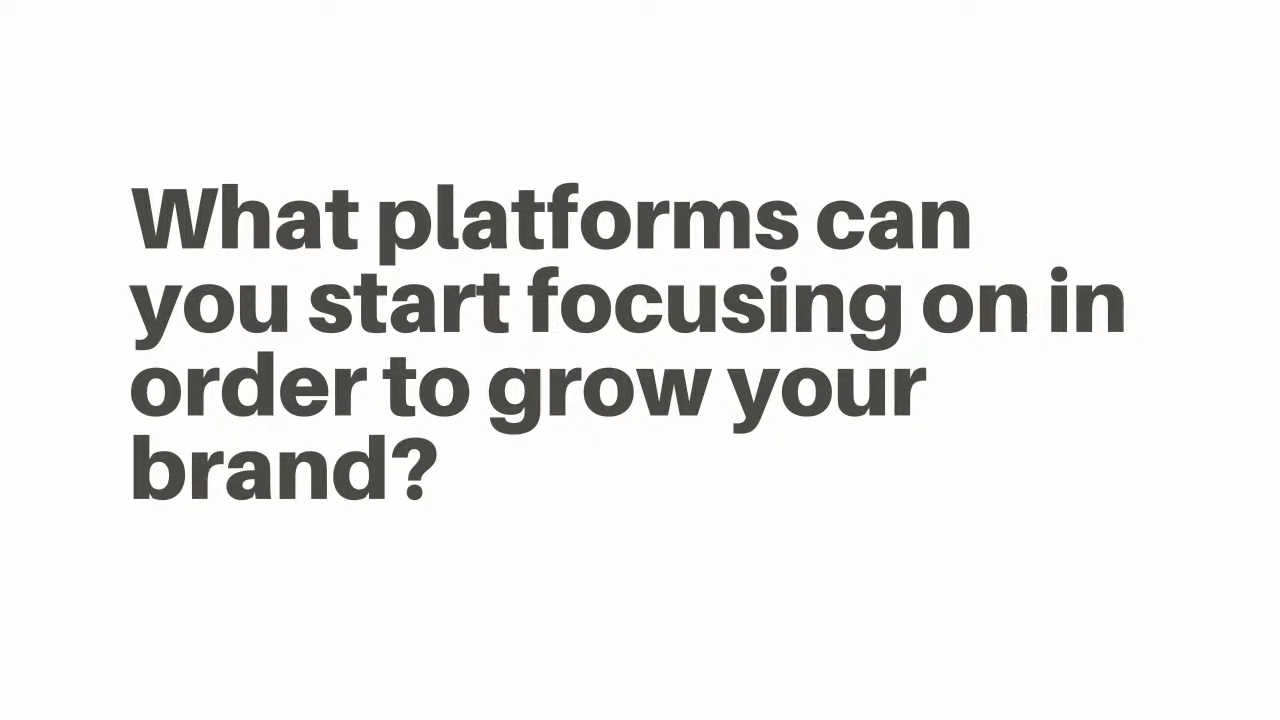 What platforms can
you start focusing on in
order to grow your
brand?